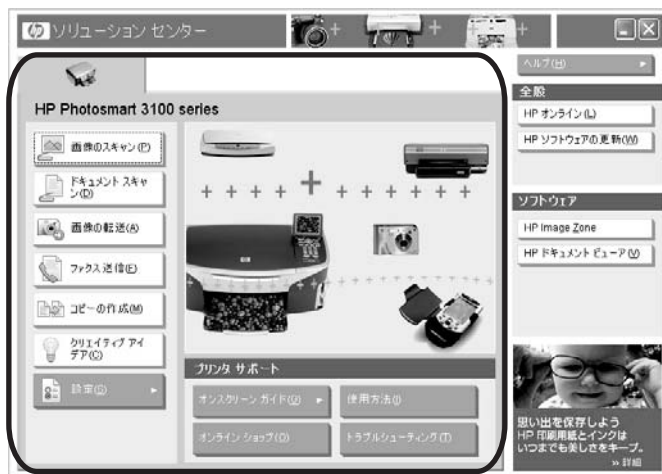 hp ソリューション センター
HP Photosmart 3100 series
画像のスキャン(P)
ドキュメント スキャ
ン(D)
画像の転送(A)
ファクス送信(E)
コピーの作成(M)
クリエイティブ アイ
デア(C)
設定(S)
プリンタ サポート
オンスクリーン ガイド(U)
使用方法(I)
オンライン ショップ(O)
トラブルシューティング(T)
ヘルプ(H)
全般
HP オンライン(L)
HP ソフトウェアの更新(W)
ソフトウェア
HP Image Zone
HP ドキュメント ビューア(V)
思い出を保存しよう
HP 印刷用紙とインクは
いつまでも美しさをキープ。
» 詳細